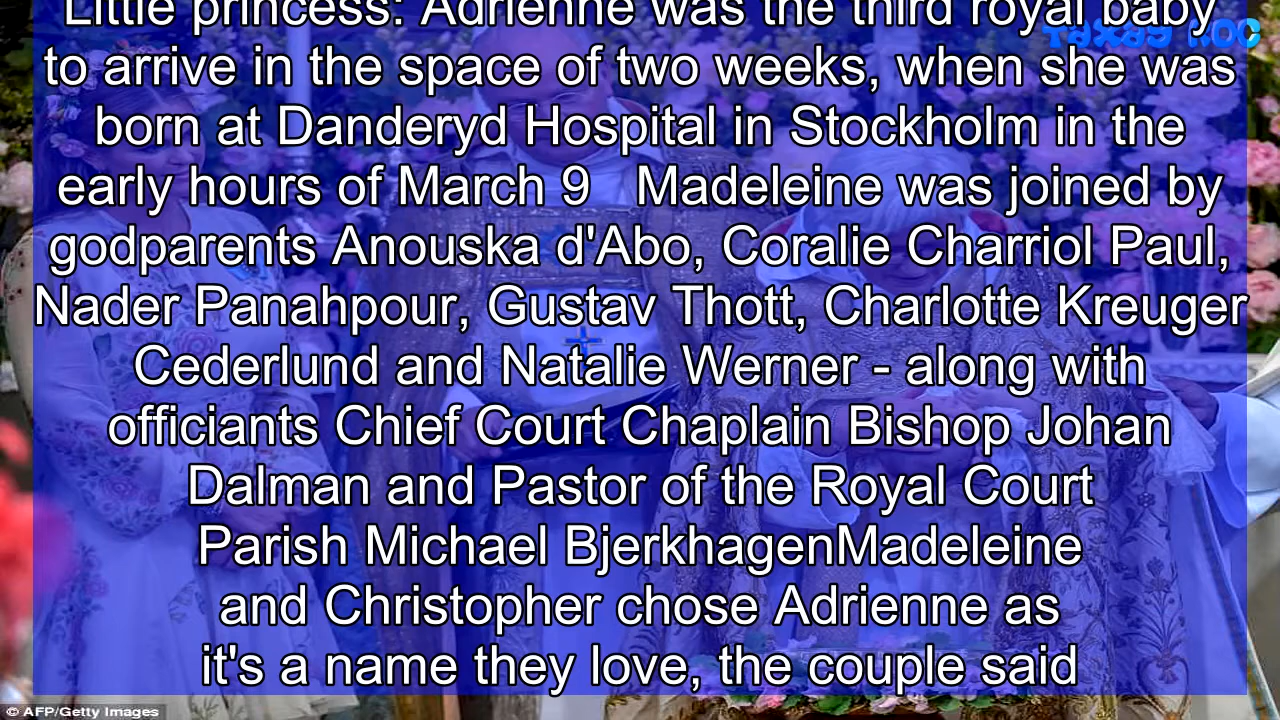 Little princess: Adrienne was the third royal baby
to arrive in the space of two weeks, when she was
born at Danderyd Hospital in Stockholm in the
early hours of March 9   Madeleine was joined by
godparents Anouska d'Abo, Coralie Charriol Paul,
Nader Panahpour, Gustav Thott, Charlotte Kreuger
Cederlund and Natalie Werner - along with
officiants Chief Court Chaplain Bishop Johan
Dalman and Pastor of the Royal Court
Parish Michael BjerkhagenMadeleine
and Christopher chose Adrienne as
it's a name they love, the couple said
© AFP/Getty Images